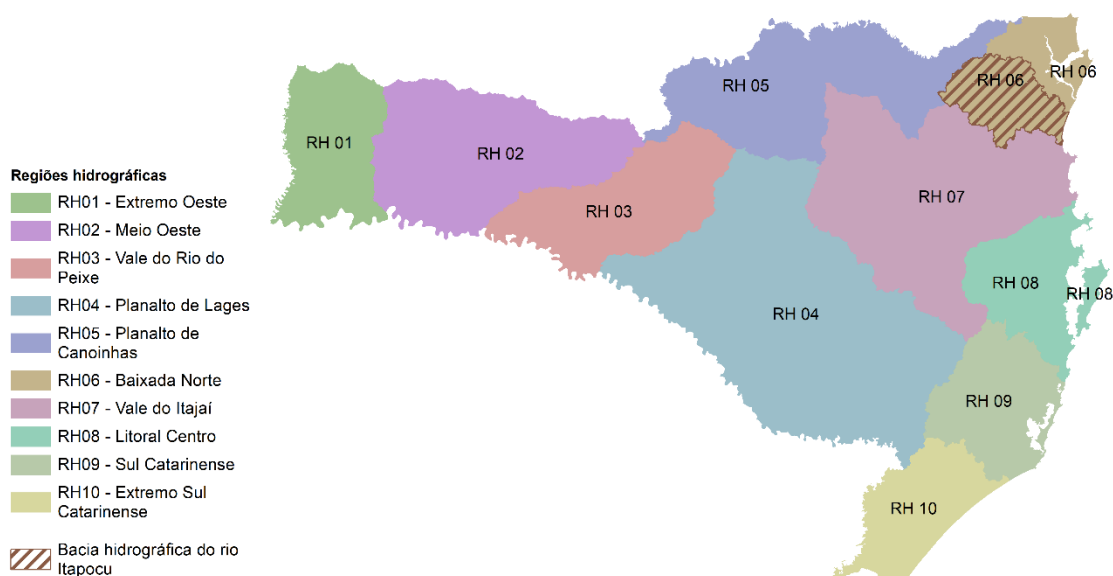 RH 06
RH 05
RH 06
RH 01
RH 02
RH 07
RH 03
RH 08
RH 08
RH 04
RH 09
RH 10
Regiões hidrográficas
RH01 - Extremo Oeste
RH02 - Meio Oeste
RH03 - Vale do Rio do
Peixe
RH04 - Planalto de Lages
RH05 - Planalto de
Canoinhas
RH06 - Baixada Norte
RH07 - Vale do Itajaí
RH08 - Litoral Centro
RH09 - Sul Catarinense
RH10 - Extremo Sul
Catarinense
Bacia hidrográfica do rio
Itapocu